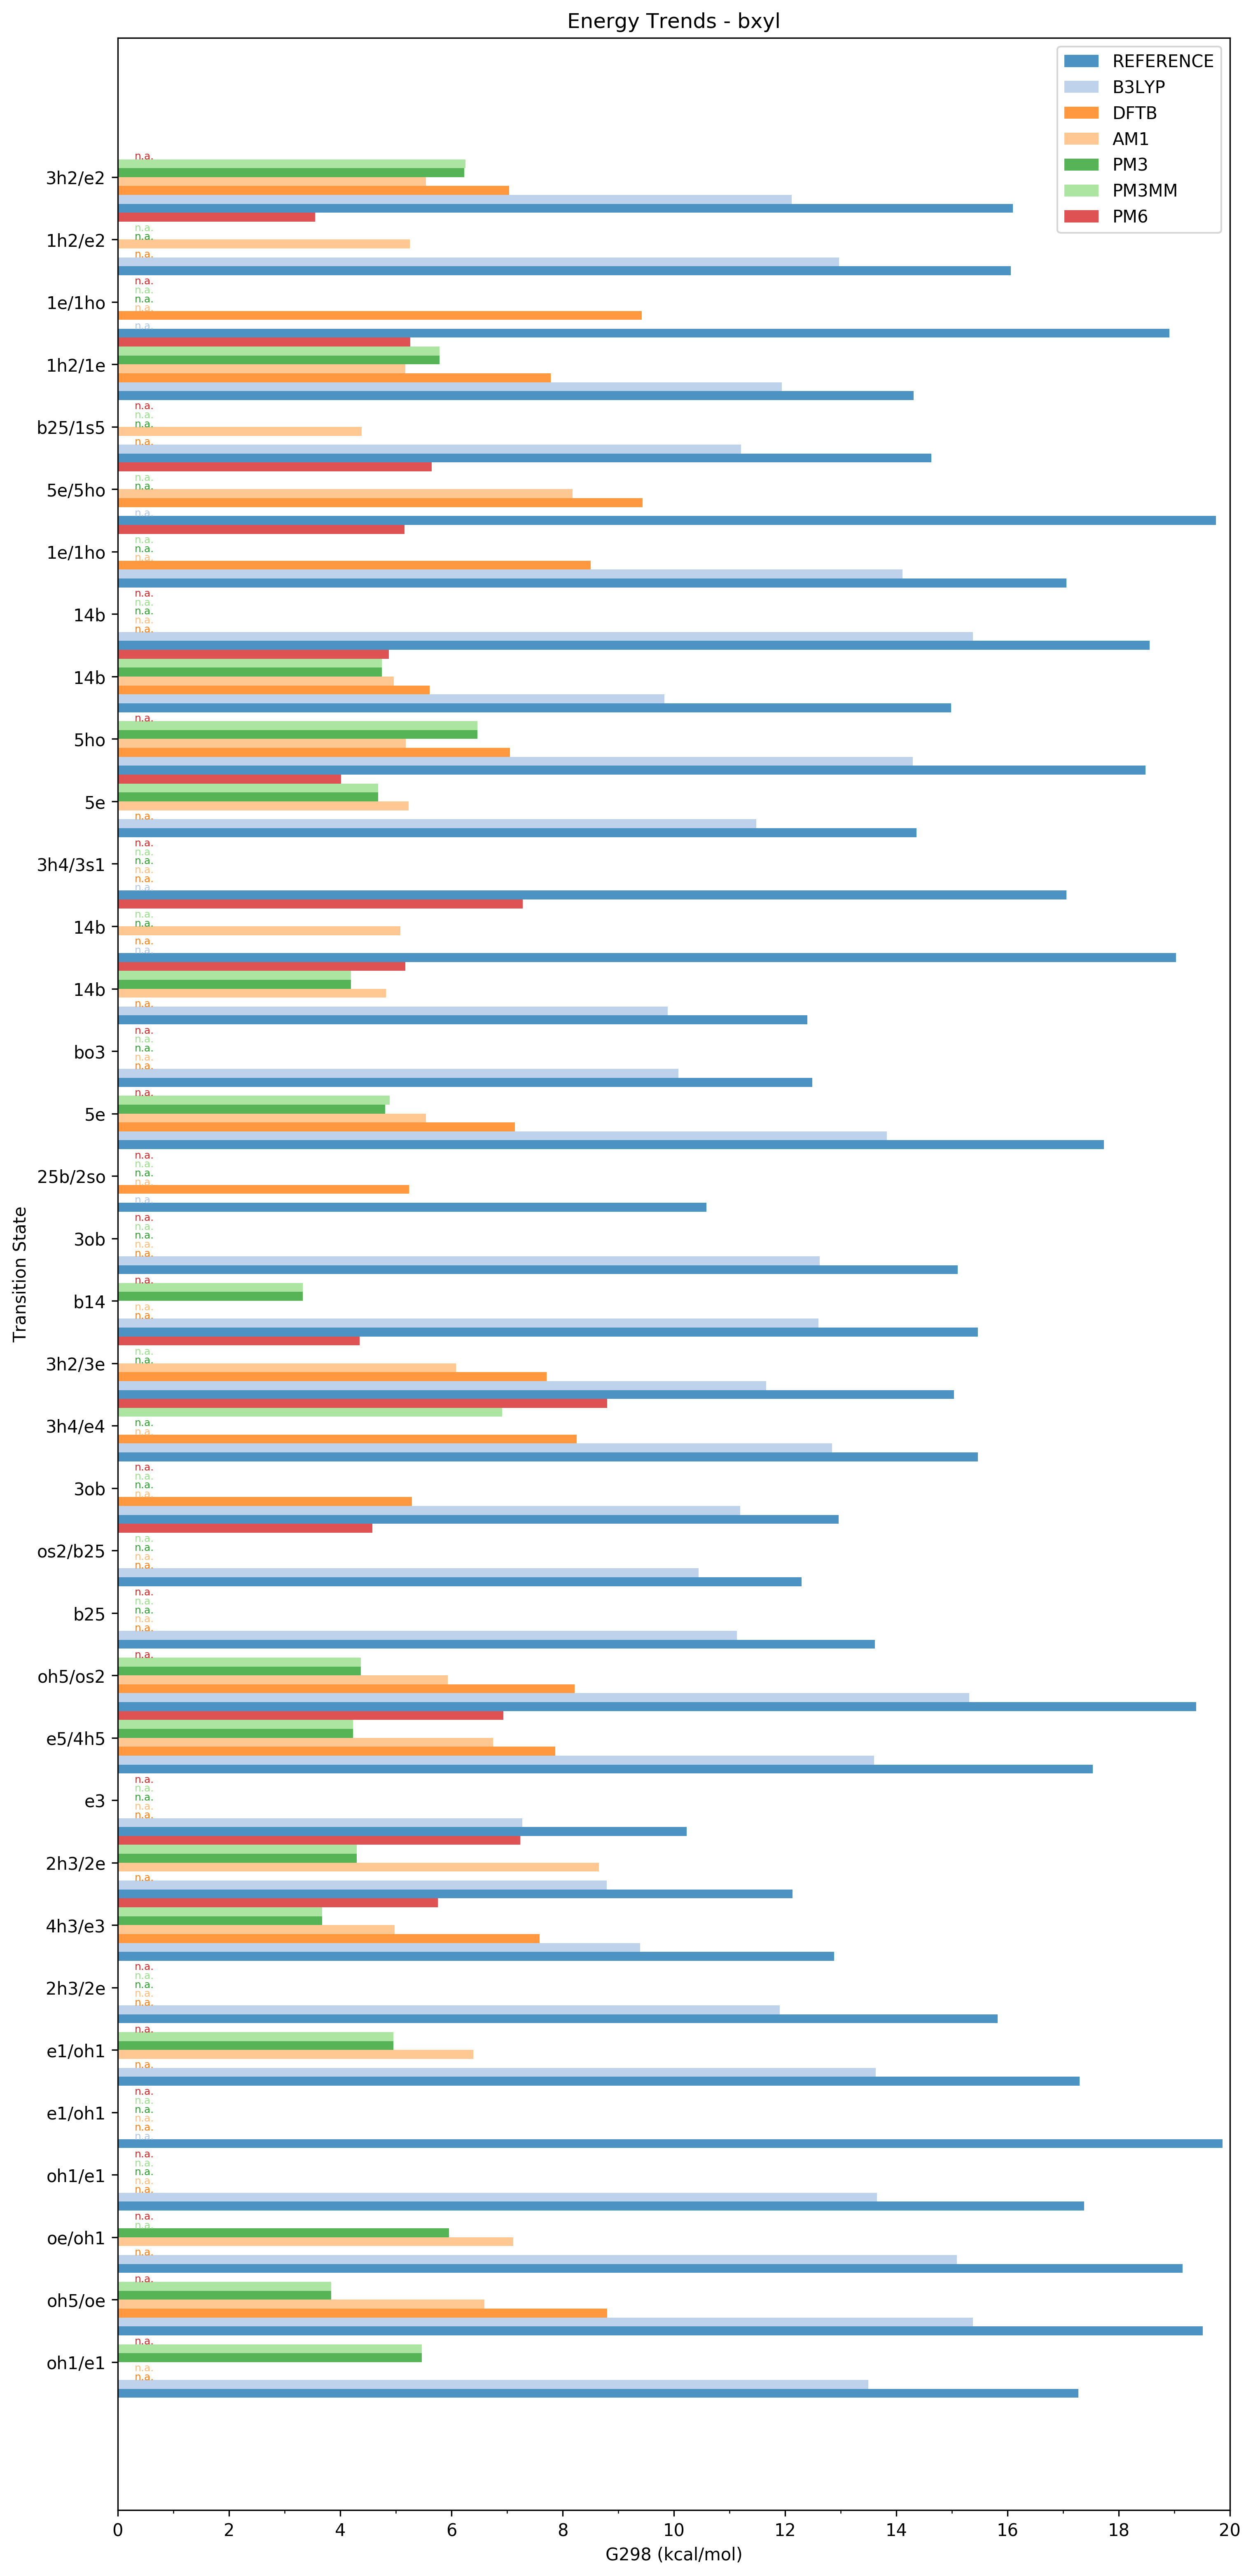 Energy Trends - bxyl
REFERENCE
B3LYP
DFTB
AM1
PM3
PM3MM
PM6
n.a.
3h2/e2
n.a.
n.a.
1h2/e2
n.a.
n.a.
n.a.
n.a.
1e/1ho
n.a.
n.a.
1h2/1e
n.a.
n.a.
n.a.
b25/1s5
n.a.
n.a.
n.a.
5e/5ho
n.a.
n.a.
n.a.
1e/1ho
n.a.
n.a.
n.a.
n.a.
14b
n.a.
n.a.
14b
n.a.
5ho
5e
n.a.
n.a.
n.a.
n.a.
3h4/3s1
n.a.
n.a.
n.a.
n.a.
n.a.
14b
n.a.
n.a.
14b
n.a.
n.a.
n.a.
n.a.
bo3
n.a.
n.a.
n.a.
5e
n.a.
n.a.
n.a.
25b/2so
n.a.
n.a.
n.a.
n.a.
n.a.
3ob
n.a.
n.a.
n.a.
b14
n.a.
n.a.
n.a.
n.a.
3h2/3e
n.a.
3h4/e4
n.a.
n.a.
n.a.
n.a.
3ob
n.a.
n.a.
n.a.
os2/b25
n.a.
n.a.
n.a.
n.a.
n.a.
b25
n.a.
n.a.
n.a.
oh5/os2
e5/4h5
n.a.
n.a.
n.a.
e3
n.a.
n.a.
2h3/2e
n.a.
4h3/e3
n.a.
n.a.
n.a.
2h3/2e
n.a.
n.a.
n.a.
e1/oh1
n.a.
n.a.
n.a.
n.a.
e1/oh1
n.a.
n.a.
n.a.
n.a.
n.a.
n.a.
oh1/e1
n.a.
n.a.
n.a.
n.a.
oe/oh1
n.a.
n.a.
oh5/oe
n.a.
oh1/e1
n.a.
n.a.
Transition State
0 2 4 6 8 10 12 14 16 18 20
G298 (kcal/mol)